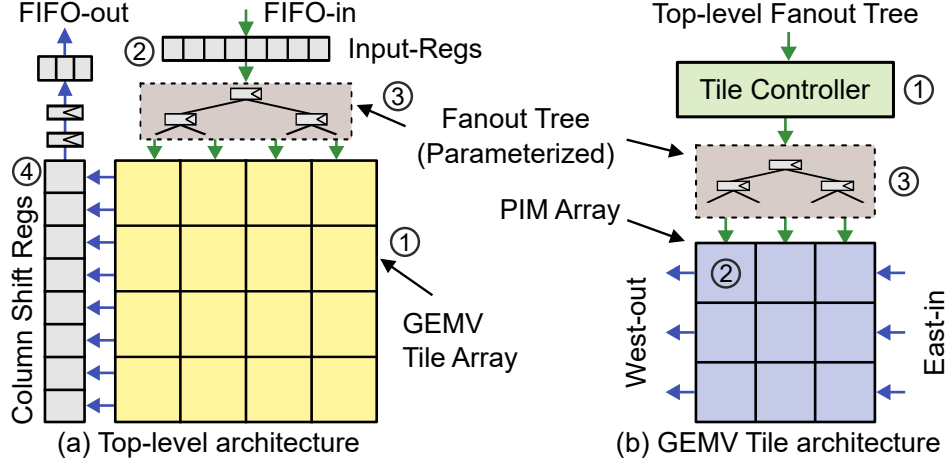 FIFO-out
FIFO-in
② Input-Regs
③
Fanout Tree
(Parameterized)
④
Column Shift Regs
①
GEMV
Tile Array
(a) Top-level architecture
Top-level Fanout Tree
Tile Controller ①
③
PIM Array
②
West-out
East-in
(b) GEMV Tile architecture